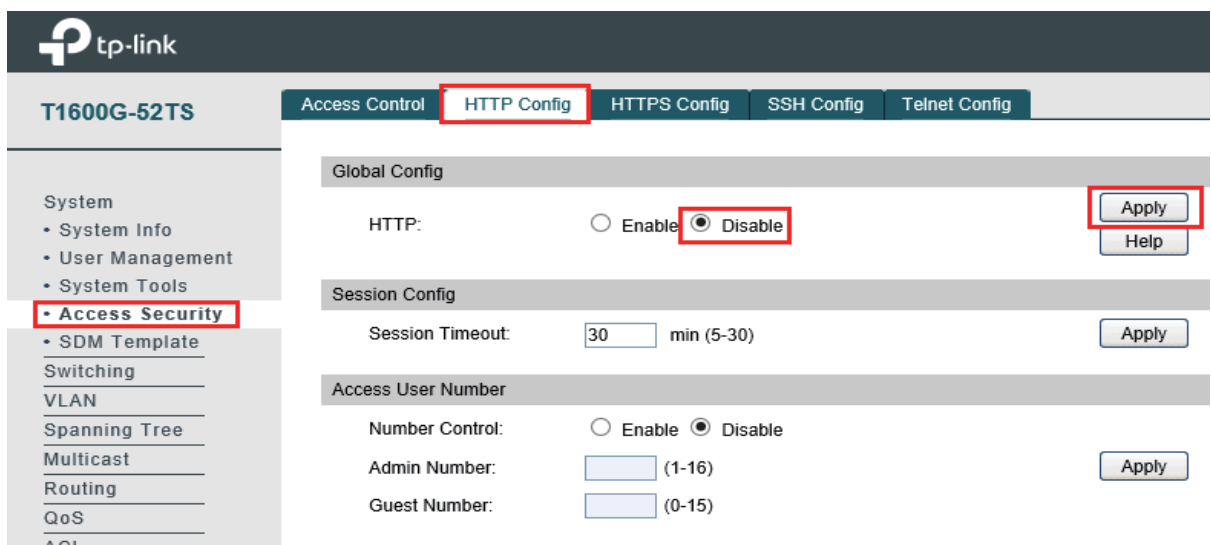 tp-link
T1600G-52TS
Access Control HTTP Config HTTPS Config SSH Config Telnet Config
System
• System Info
• User Management
• System Tools
• Access Security
• SDM Template
Switching
VLAN
Spanning Tree
Multicast
Routing
QoS
ACL
Global Config
HTTP: Enable Disable Apply
Help
Session Config
Session Timeout: 30 min (5-30) Apply
Access User Number
Number Control: Enable Disable
Admin Number: (1-16) Apply
Guest Number: (0-15)